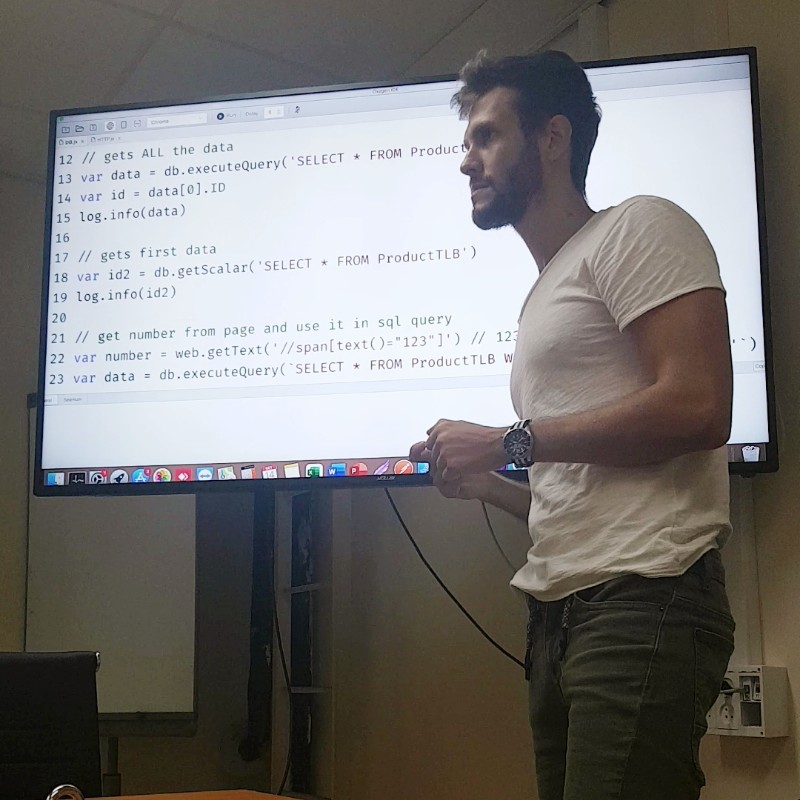 12 // gets ALL the data
13 var data = db.executeQuery('SELECT * FROM Product
14 var id = data[0].ID
15 log.info(data)
16
17 // gets first data
18 var id2 = db.getScalar('SELECT * FROM ProductTLB')
19 log.info(id2)
20
21 // get number from page and use it in sql query
22 var number = web.getText('//span[text()="123"]') // 123
23 var data = db.executeQuery(`SELECT * FROM ProductTLB W '`)